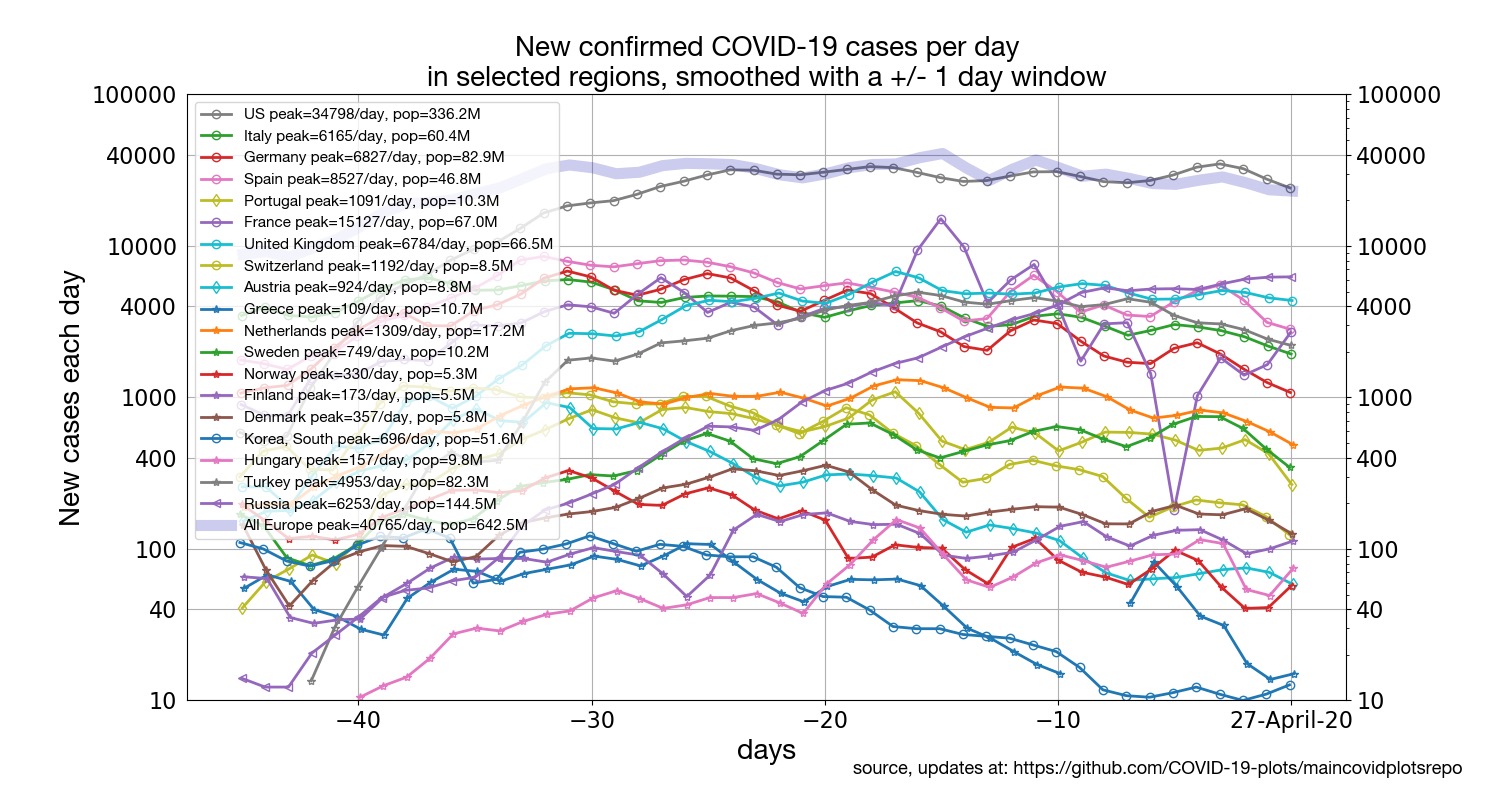 New confirmed COVID-19 cases per day
in selected regions, smoothed with a +/- 1 day window
100000
40000
10000
4000
1000
400
100
40
10
New cases each day
US peak=34798/day, pop=336.2M
Italy peak=6165/day, pop=60.4M
Germany peak=6827/day, pop=82.9M
Spain peak=8527/day, pop=46.8M
Portugal peak=1091/day, pop=10.3M
France peak=15127/day, pop=67.0M
United Kingdom peak=6784/day, pop=66.5M
Switzerland peak=1192/day, pop=8.5M
Austria peak=924/day, pop=8.8M
Greece peak=109/day, pop=10.7M
Netherlands peak=1309/day, pop=17.2M
Sweden peak=749/day, pop=10.2M
Norway peak=330/day, pop=5.3M
Finland peak=173/day, pop=5.5M
Denmark peak=357/day, pop=5.8M
Korea, South peak=696/day, pop=51.6M
Hungary peak=157/day, pop=9.8M
Turkey peak=4953/day, pop=82.3M
Russia peak=6253/day, pop=144.5M
All Europe peak=40765/day, pop=642.5M
100000
40000
10000
4000
1000
400
100
40
10
−40 −30 −20 −10 27-April-20
days
source, updates at: https://github.com/COVID-19-plots/maincovidplotsrepo